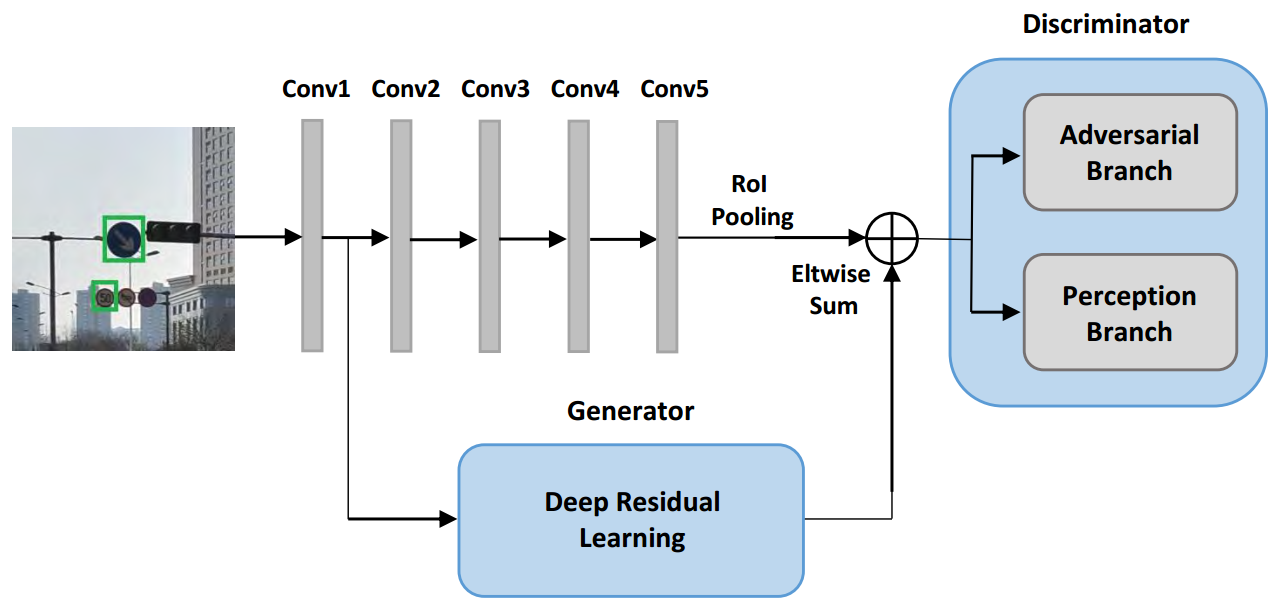 Discriminator
Conv1 Conv2 Conv3 Conv4 Conv5
Adversarial
Branch
RoI
Pooling
Eltwise
Sum
Perception
Branch
50
Generator
Deep Residual
Learning